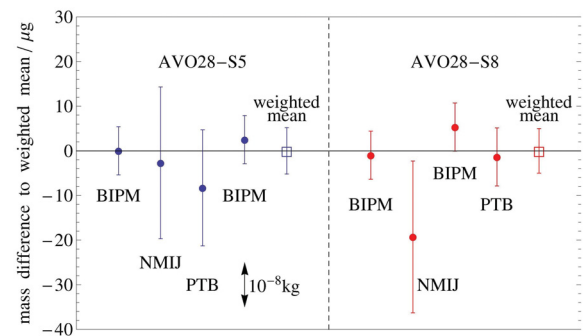 mass difference to weighted mean / μg
30
20
10
0
−10
−20
−30
−40
AVO28−S5
weighted
mean
BIPM
NMIJ
PTB
BIPM
10⁻⁸kg
AVO28−S8
weighted
mean
BIPM
NMIJ
BIPM
PTB